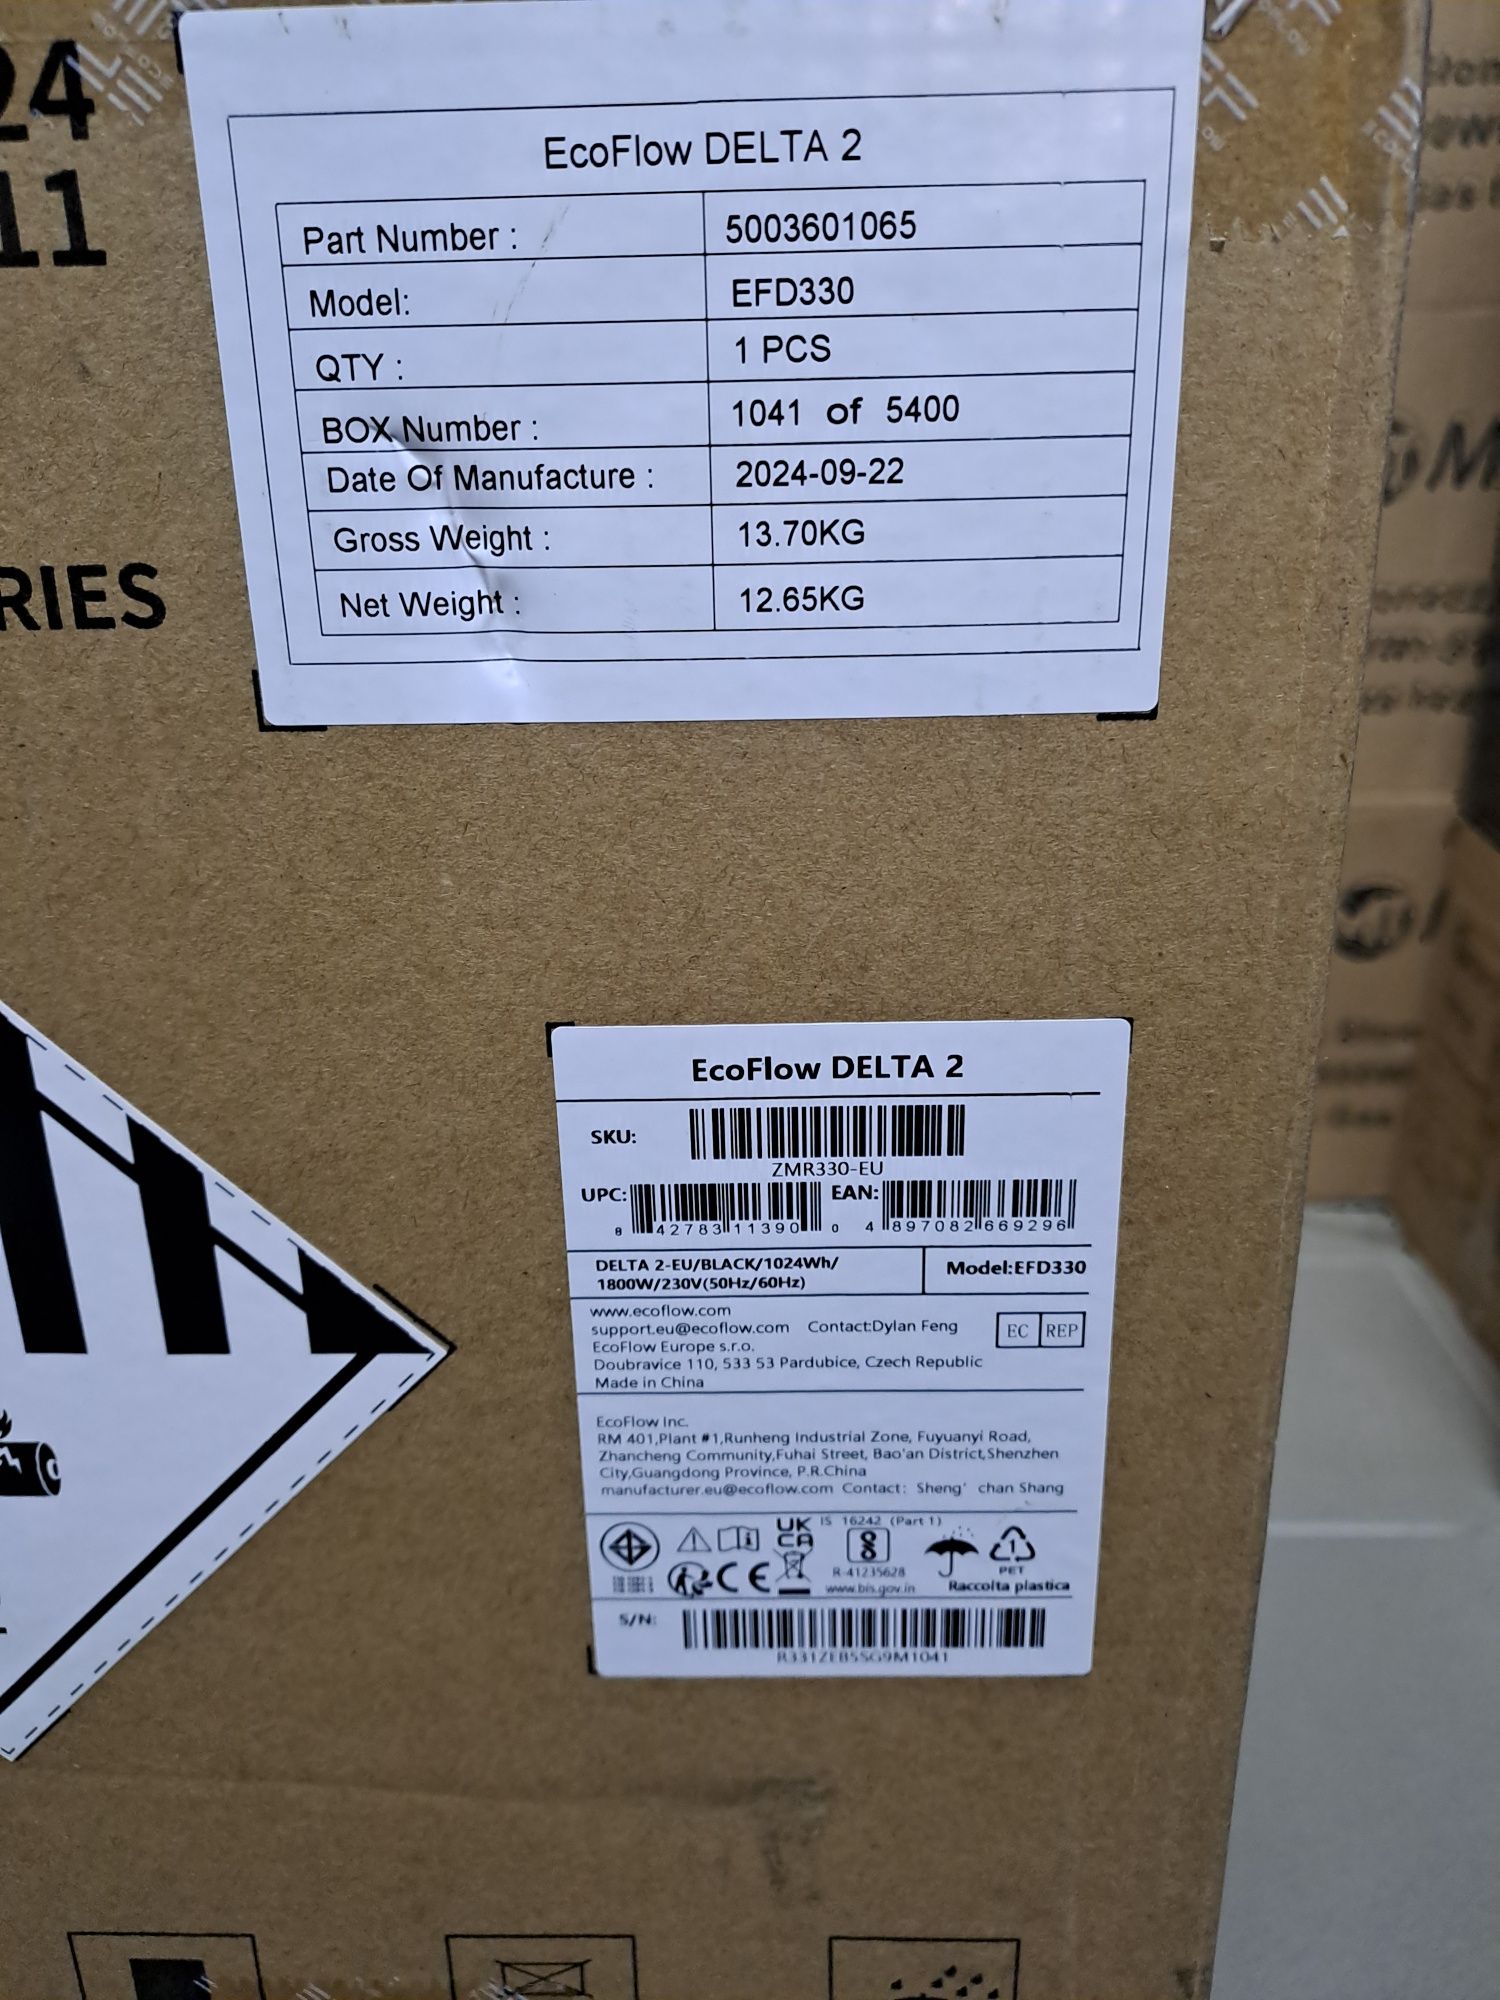 24
11
RIES
EcoFlow DELTA 2
Part Number : 5003601065
Model: EFD330
QTY : 1 PCS
BOX Number : 1041 of 5400
Date Of Manufacture : 2024-09-22
Gross Weight : 13.70KG
Net Weight : 12.65KG
EcoFlow DELTA 2
SKU:
ZMR330-EU
UPC: EAN:
8 42783 11390 0 4 897082 669296
DELTA 2-EU/BLACK/1024Wh/
1800W/230V(50Hz/60Hz)
Model:EFD330
www.ecoflow.com
support.eu@ecoflow.com Contact:Dylan Feng
EC REP
EcoFlow Europe s.r.o.
Doubravice 110, 533 53 Pardubice, Czech Republic
Made in China
EcoFlow Inc.
RM 401,Plant #1,Runheng Industrial Zone, Fuyuanyi Road,
Zhancheng Community,Fuhai Street, Bao'an District,Shenzhen
City,Guangdong Province, P.R.China
manufacturer.eu@ecoflow.com Contact: Sheng' chan Shang
UK
CA
IS 16242 (Part 1)
R-41235628
www.bis.gov.in
CE
1
PET
Raccolta plastica
S/N:
R331ZEB5SG9M1041